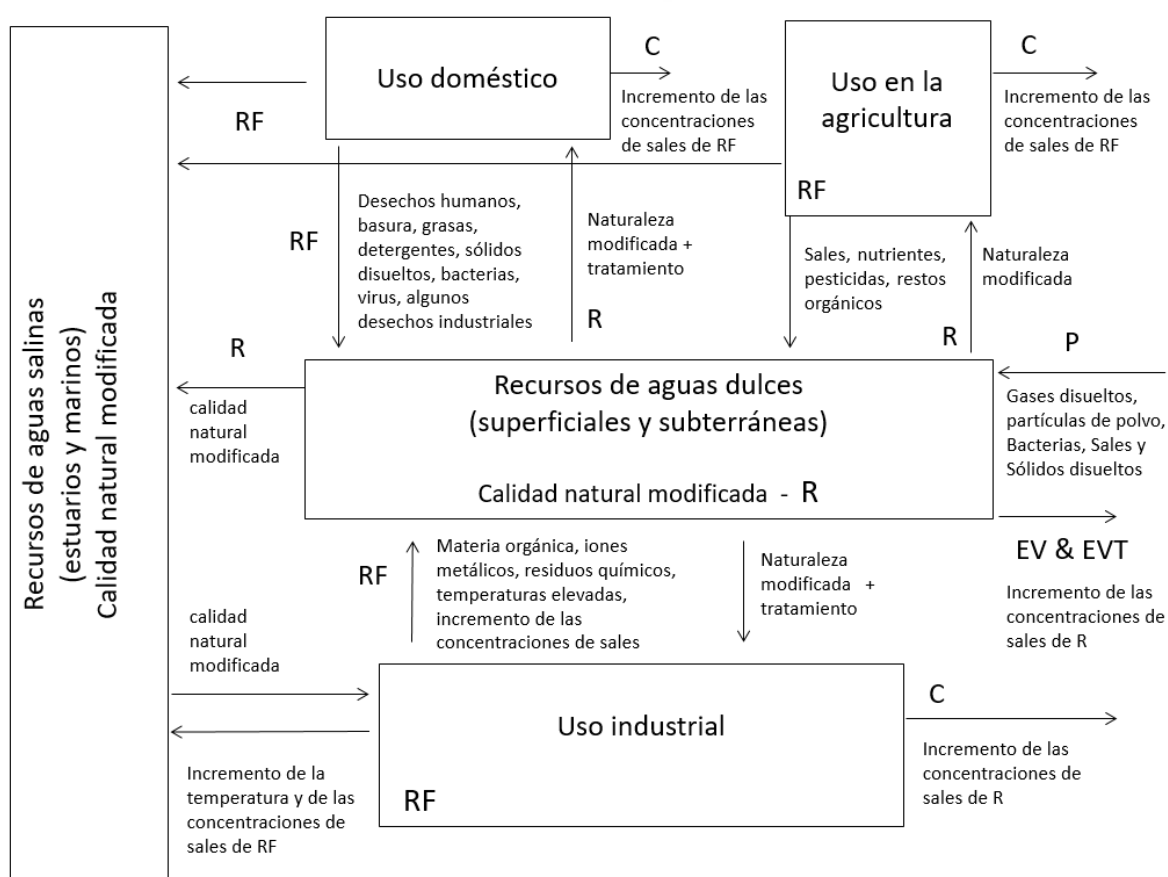 Recursos de aguas salinas
(estuarios y marinos)
Calidad natural modificada
Uso doméstico
C
Incremento de las
concentraciones
de sales de RF
Uso en la
agricultura
RF
C
Incremento de las
concentraciones
de sales de RF
RF
RF
Desechos humanos,
basura, grasas,
detergentes, sólidos
disueltos, bacterias,
virus, algunos
desechos industriales
Naturaleza
modificada +
tratamiento
R
Sales, nutrientes,
pesticidas, restos
orgánicos
Naturaleza
modificada
R
P
Gases disueltos,
partículas de polvo,
Bacterias, Sales y
Sólidos disueltos
R
calidad
natural
modificada
Recursos de aguas dulces
(superficiales y subterráneas)
Calidad natural modificada - R
EV & EVT
Incremento de las
concentraciones de
sales de R
RF
Materia orgánica, iones
metálicos, residuos químicos,
temperaturas elevadas,
incremento de las
concentraciones de sales
Naturaleza
modificada +
tratamiento
calidad
natural
modificada
Uso industrial
RF
C
Incremento de las
concentraciones de
sales de R
Incremento de la
temperatura y de las
concentraciones de
sales de RF